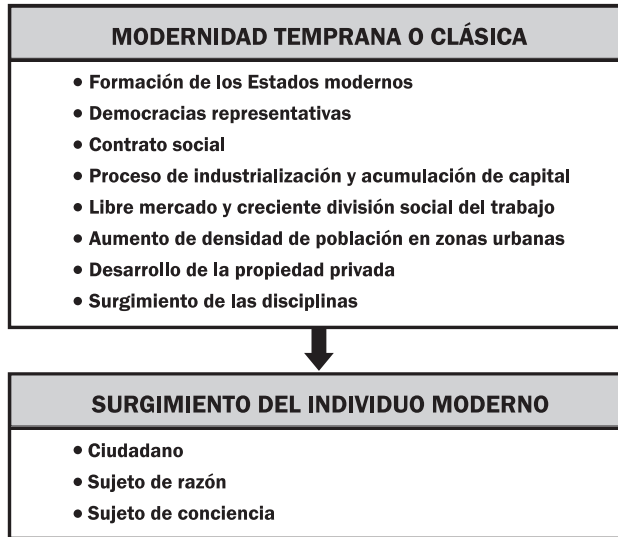 MODERNIDAD TEMPRANA O CLÁSICA
• Formación de los Estados modernos
• Democracias representativas
• Contrato social
• Proceso de industrialización y acumulación de capital
• Libre mercado y creciente división social del trabajo
• Aumento de densidad de población en zonas urbanas
• Desarrollo de la propiedad privada
• Surgimiento de las disciplinas
SURGIMIENTO DEL INDIVIDUO MODERNO
• Ciudadano
• Sujeto de razón
• Sujeto de conciencia